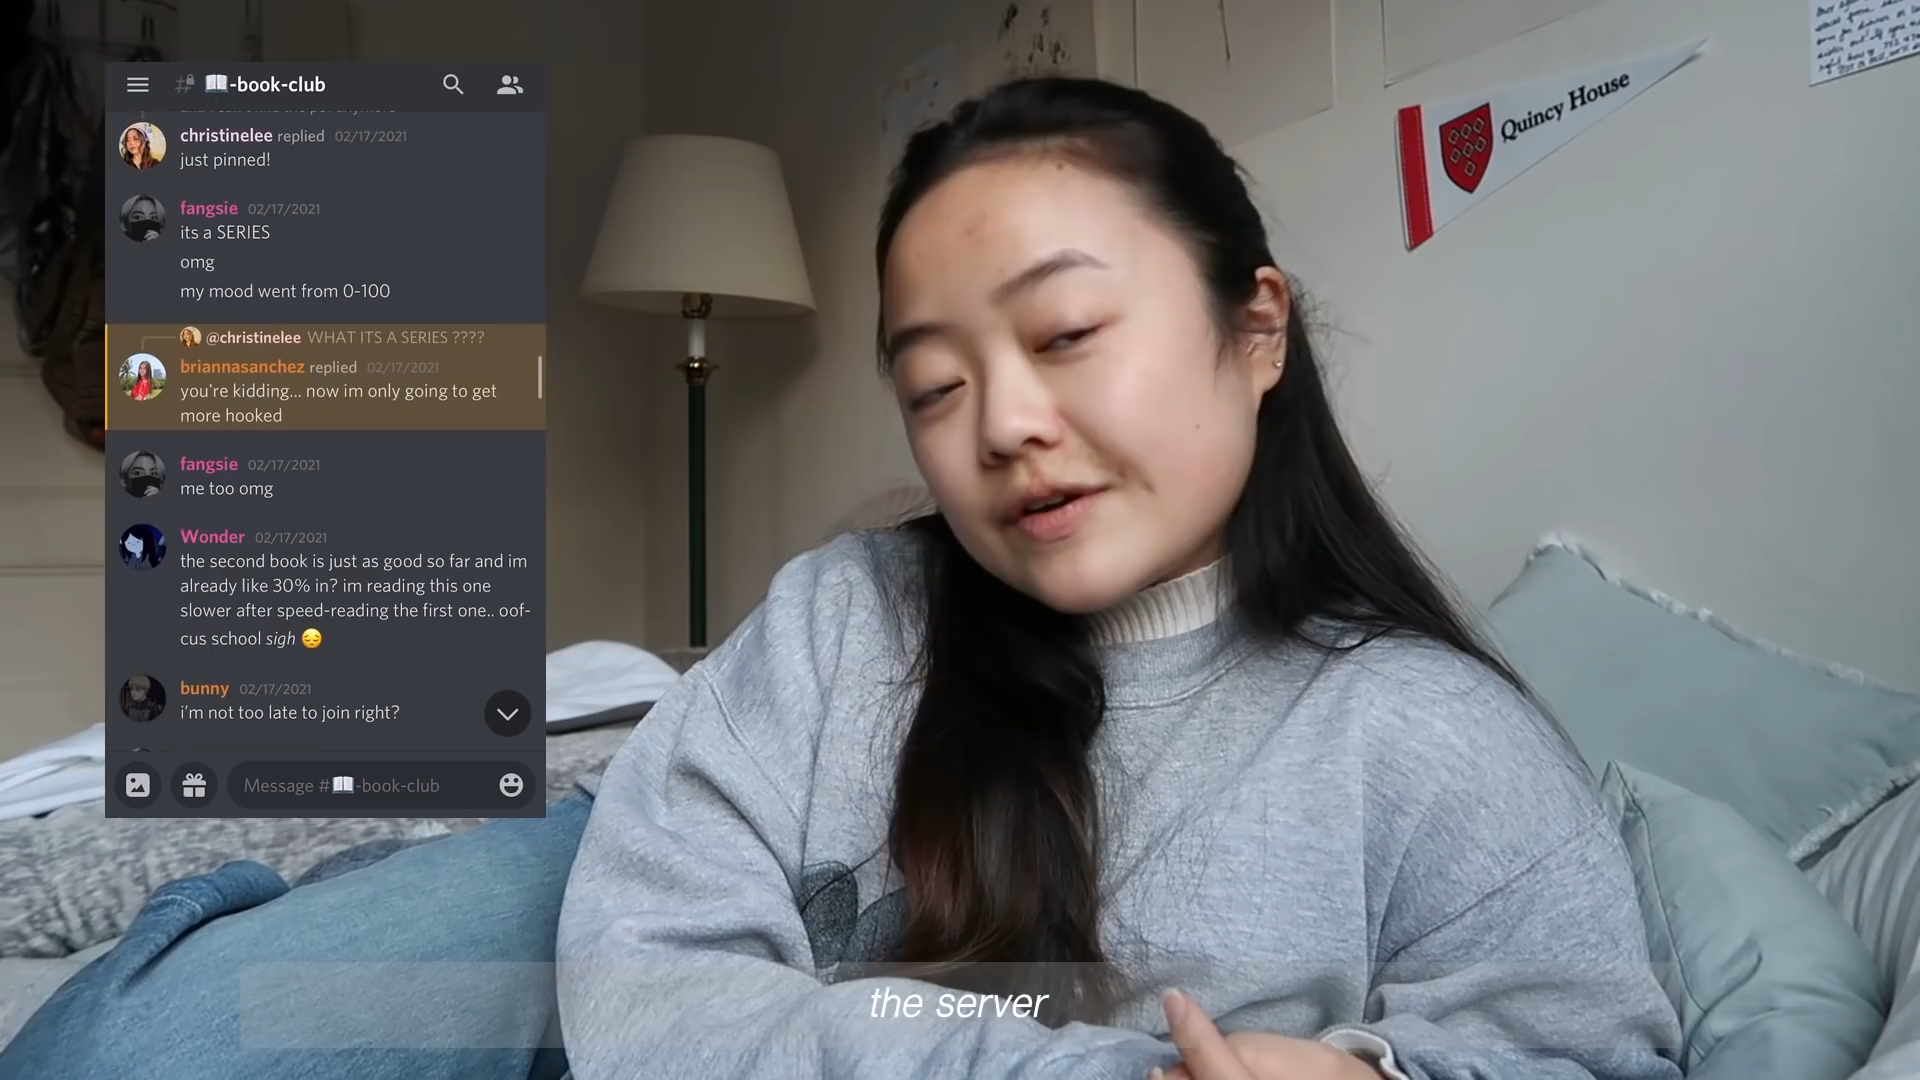 # 📖-book-club
christinelee replied 02/17/2021
just pinned!
fangsie 02/17/2021
its a SERIES
omg
my mood went from 0-100
@christinelee WHAT ITS A SERIES ????
briannasanchez replied 02/17/2021
you're kidding... now im only going to get
more hooked
fangsie 02/17/2021
me too omg
Wonder 02/17/2021
the second book is just as good so far and im
already like 30% in? im reading this one
slower after speed-reading the first one.. oof-
cus school sigh 😔
bunny 02/17/2021
i'm not too late to join right?
Message #📖-book-club
Quincy House
the server